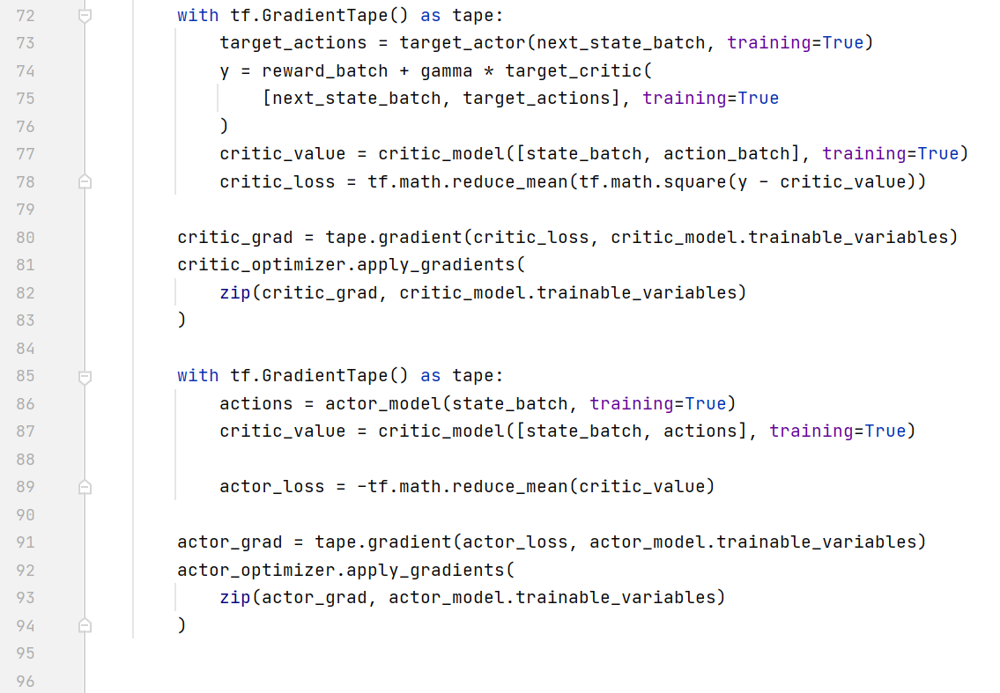 72 with tf.GradientTape() as tape:
73 target_actions = target_actor(next_state_batch, training=True)
74 y = reward_batch + gamma * target_critic(
75 [next_state_batch, target_actions], training=True
76 )
77 critic_value = critic_model([state_batch, action_batch], training=True)
78 critic_loss = tf.math.reduce_mean(tf.math.square(y - critic_value))
79
80 critic_grad = tape.gradient(critic_loss, critic_model.trainable_variables)
81 critic_optimizer.apply_gradients(
82 zip(critic_grad, critic_model.trainable_variables)
83 )
84
85 with tf.GradientTape() as tape:
86 actions = actor_model(state_batch, training=True)
87 critic_value = critic_model([state_batch, actions], training=True)
88
89 actor_loss = -tf.math.reduce_mean(critic_value)
90
91 actor_grad = tape.gradient(actor_loss, actor_model.trainable_variables)
92 actor_optimizer.apply_gradients(
93 zip(actor_grad, actor_model.trainable_variables)
94 )
95
96